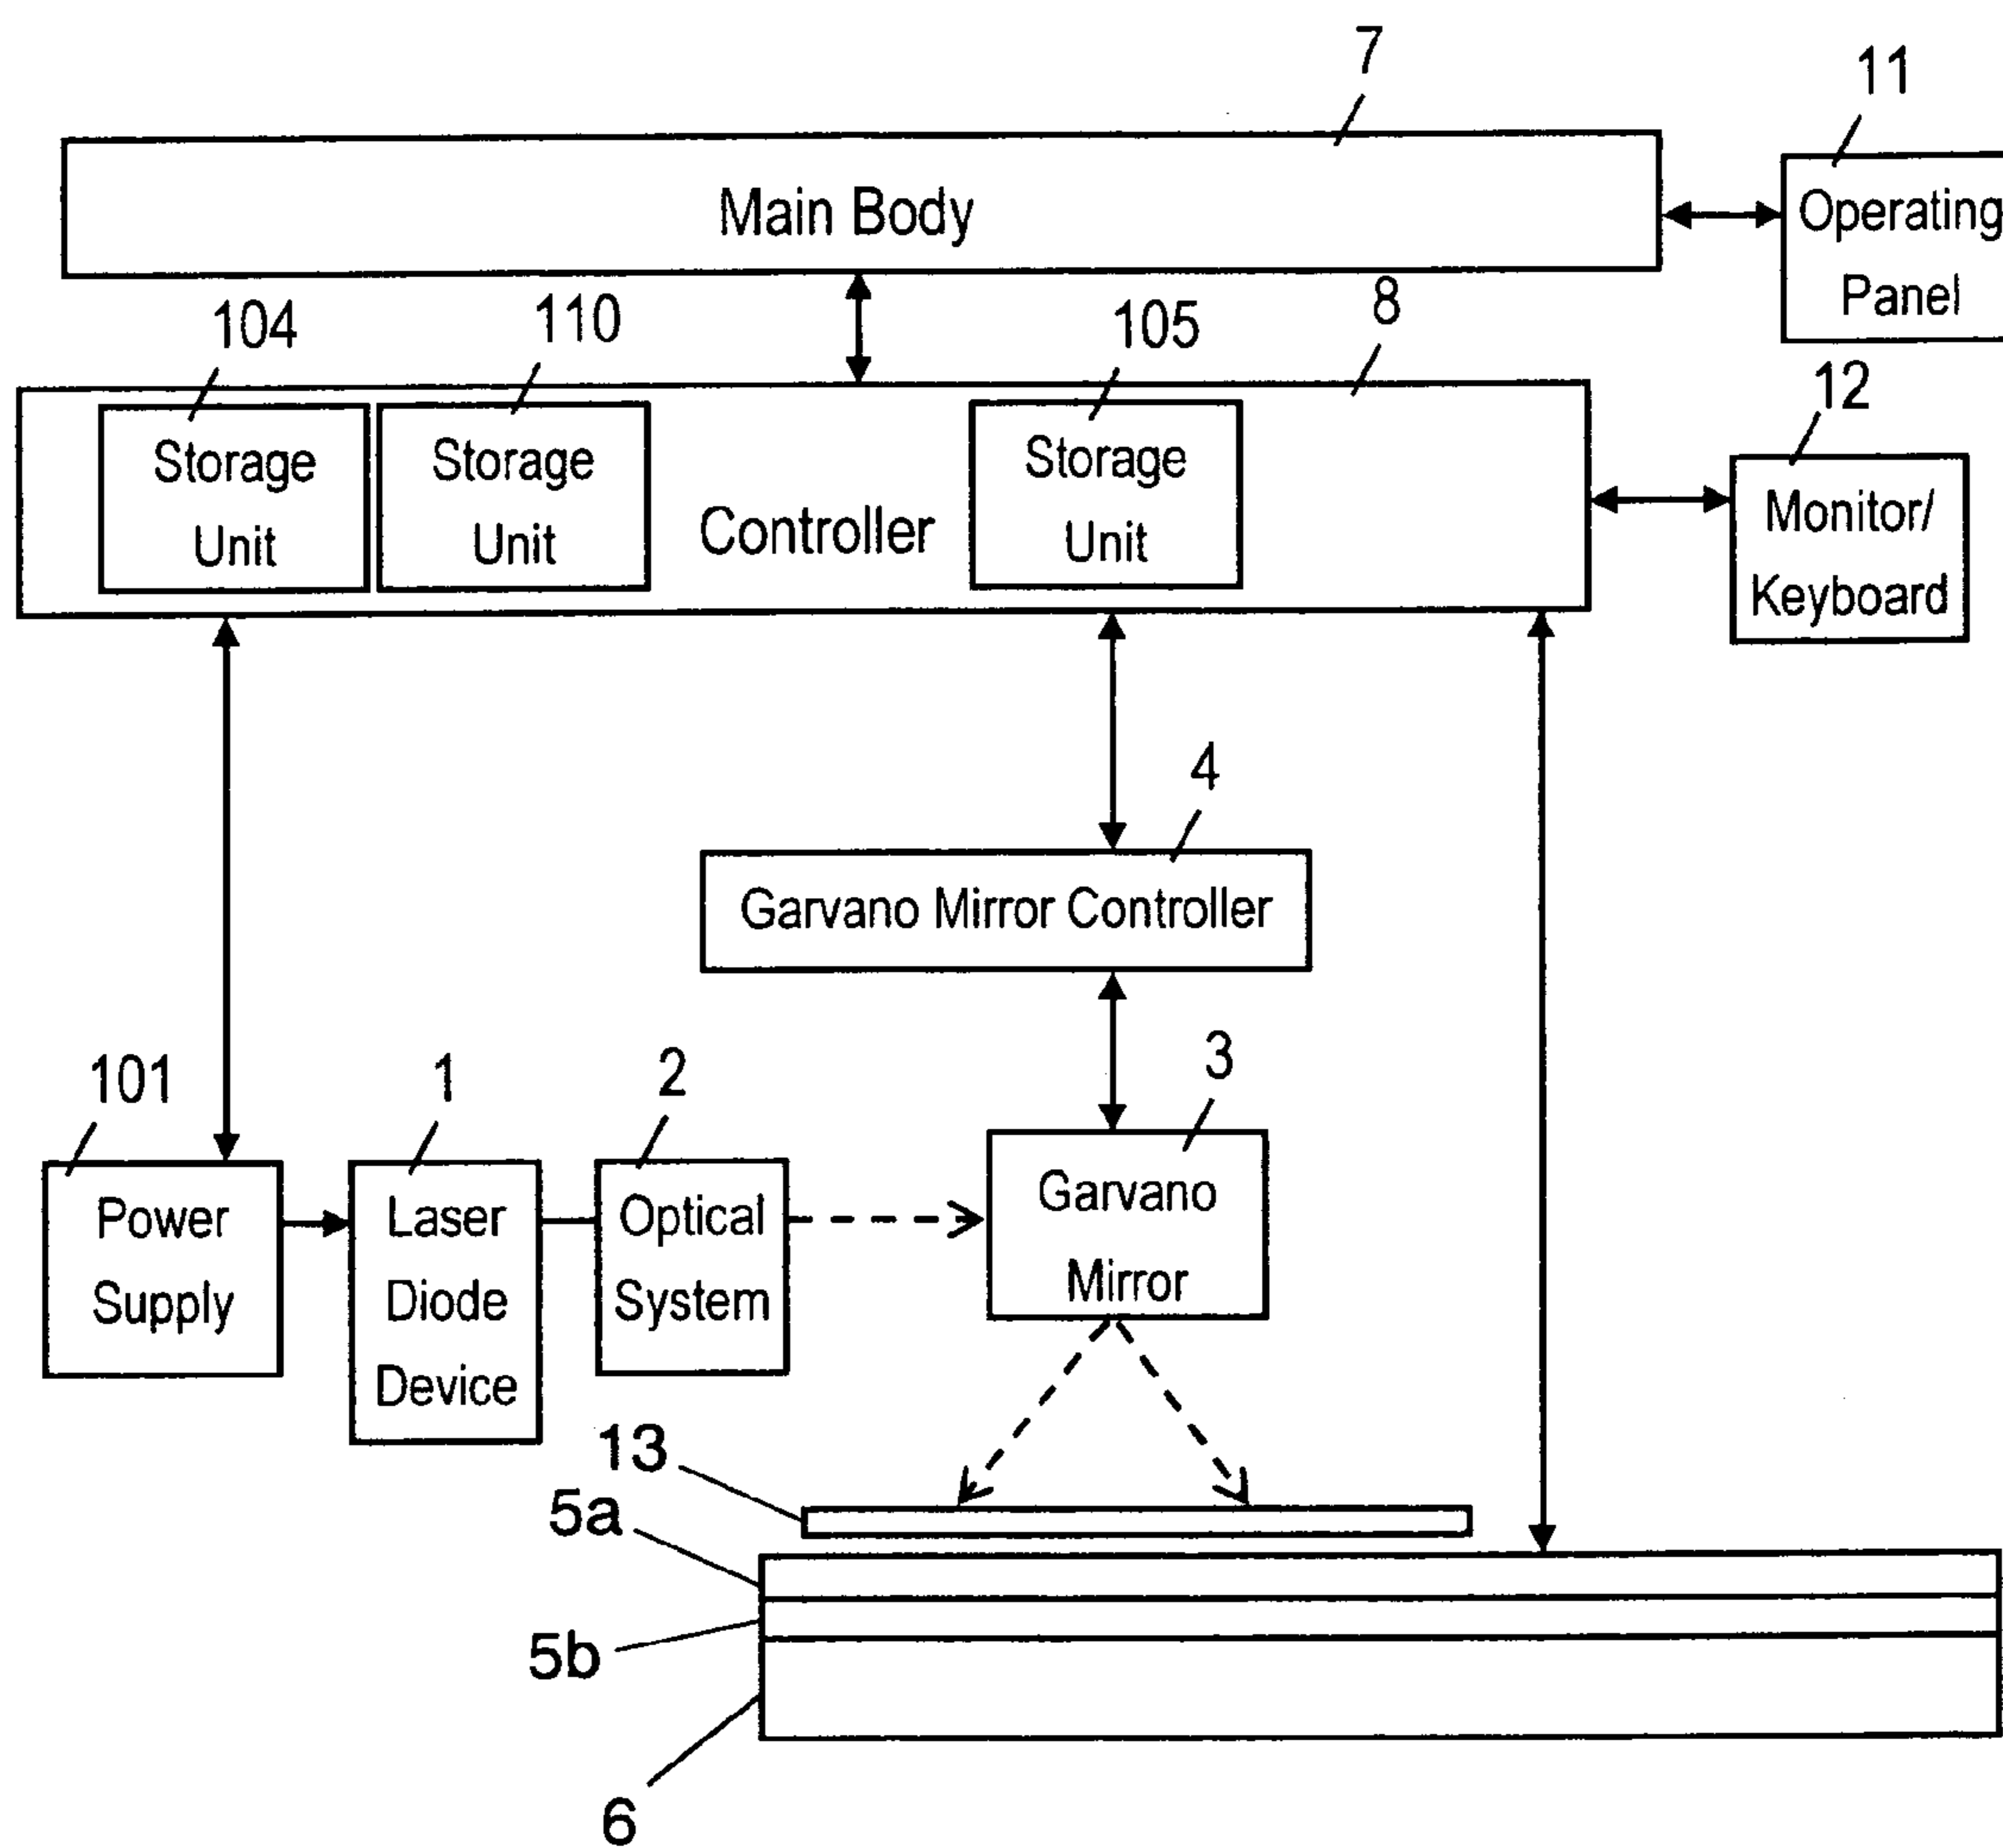 7
11
Main Body
Operating
Panel
104
110
105
8
12
Storage
Unit
Storage
Unit
Controller
Storage
Unit
Monitor/
Keyboard
4
Garvano Mirror Controller
101
1
2
3
Power
Supply
Laser
Diode
Device
Optical
System
Garvano
Mirror
13
5a
5b
6